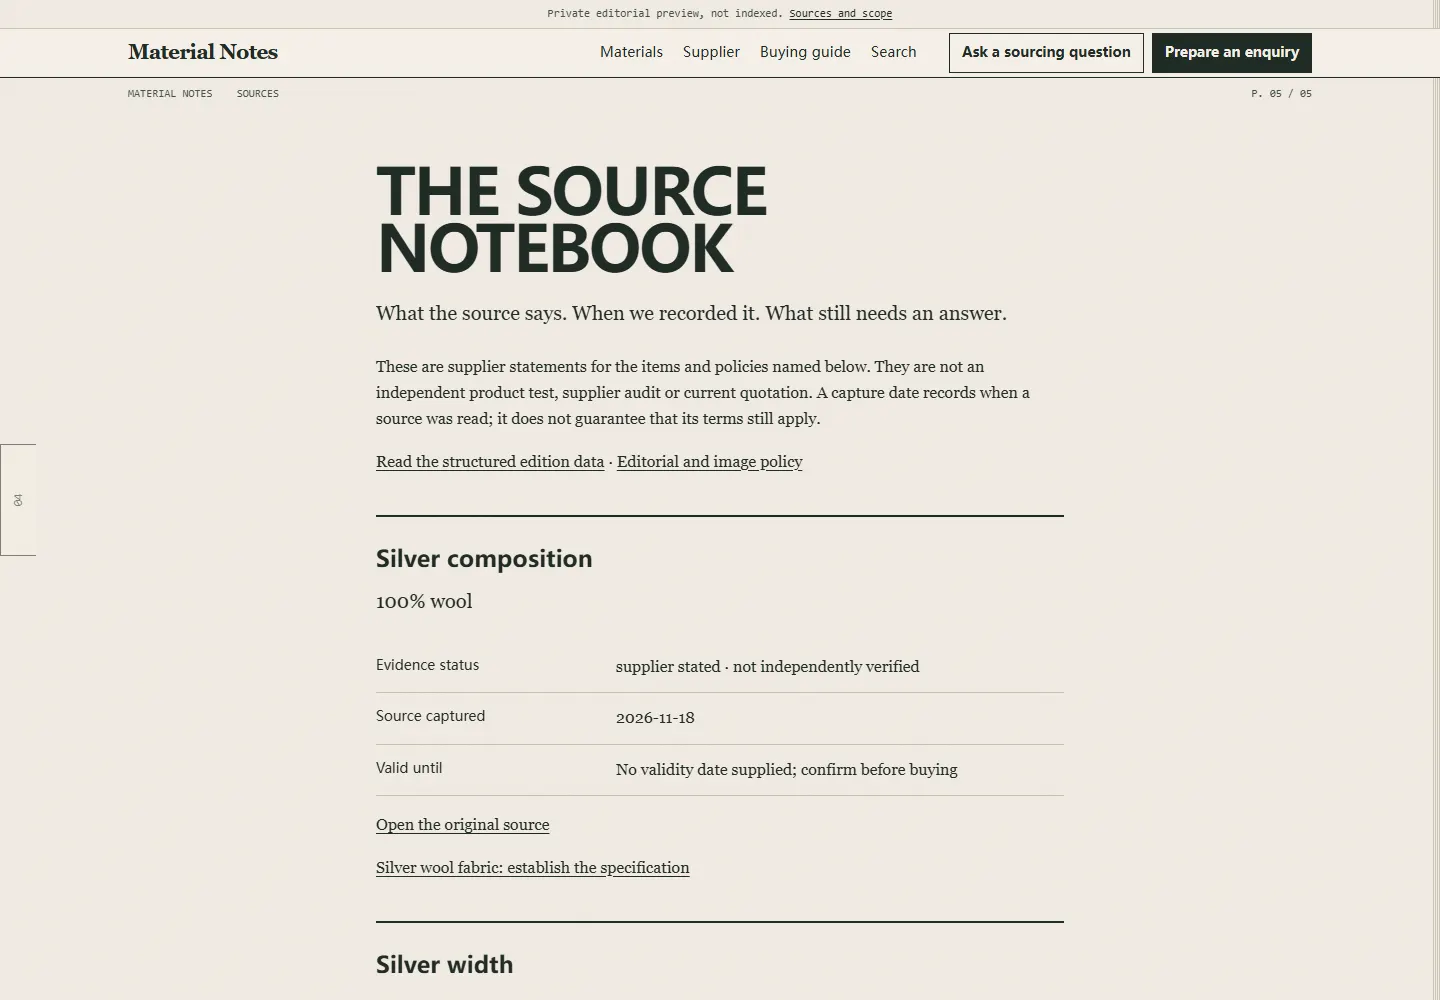 Private editorial preview, not indexed. Sources and scope
Material Notes
Materials
Supplier
Buying guide
Search
Ask a sourcing question
Prepare an enquiry
MATERIAL NOTES
SOURCES
P. 05 / 05
THE SOURCE
NOTEBOOK
What the source says. When we recorded it. What still needs an answer.
These are supplier statements for the items and policies named below. They are not an
independent product test, supplier audit or current quotation. A capture date records when a
source was read; it does not guarantee that its terms still apply.
Read the structured edition data · Editorial and image policy
04
Silver composition
100% wool
Evidence status
supplier stated · not independently verified
Source captured
2026-11-18
Valid until
No validity date supplied; confirm before buying
Open the original source
Silver wool fabric: establish the specification
Silver width